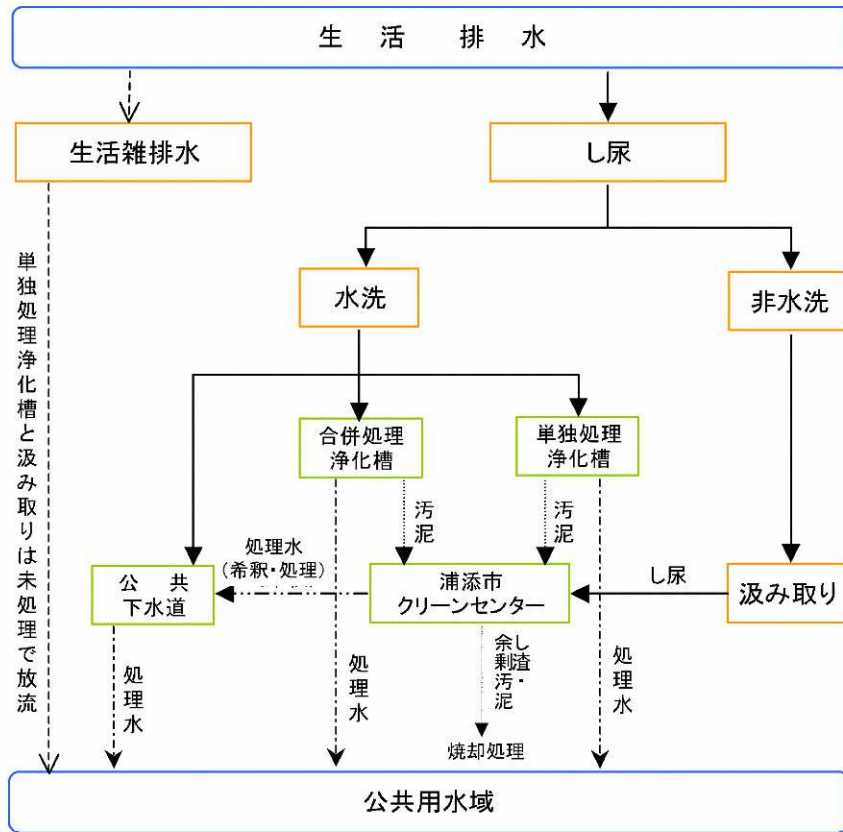 生活排水
生活雑排水
し尿
水洗
非水洗
単独処理浄化槽と汲み取りは未処理で放流
合併処理
浄化槽
単独処理
浄化槽
汚泥
汚泥
処理水
(希釈・処理)
公共
下水道
浦添市
クリーンセンター
し尿
汲み取り
処理水
処理水
し渣・
余剰汚泥
処理水
焼却処理
公共用水域